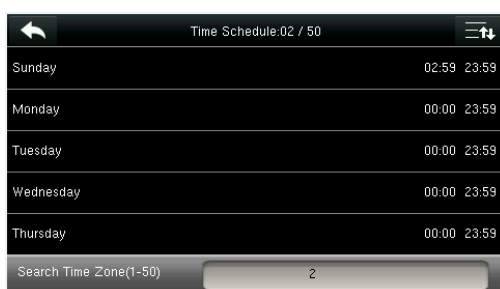 Time Schedule:02 / 50
Sunday 02:59 23:59
Monday 00:00 23:59
Tuesday 00:00 23:59
Wednesday 00:00 23:59
Thursday 00:00 23:59
Search Time Zone(1-50) 2